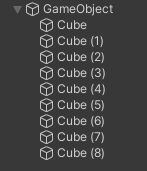 GameObject
Cube
Cube (1)
Cube (2)
Cube (3)
Cube (4)
Cube (5)
Cube (6)
Cube (7)
Cube (8)